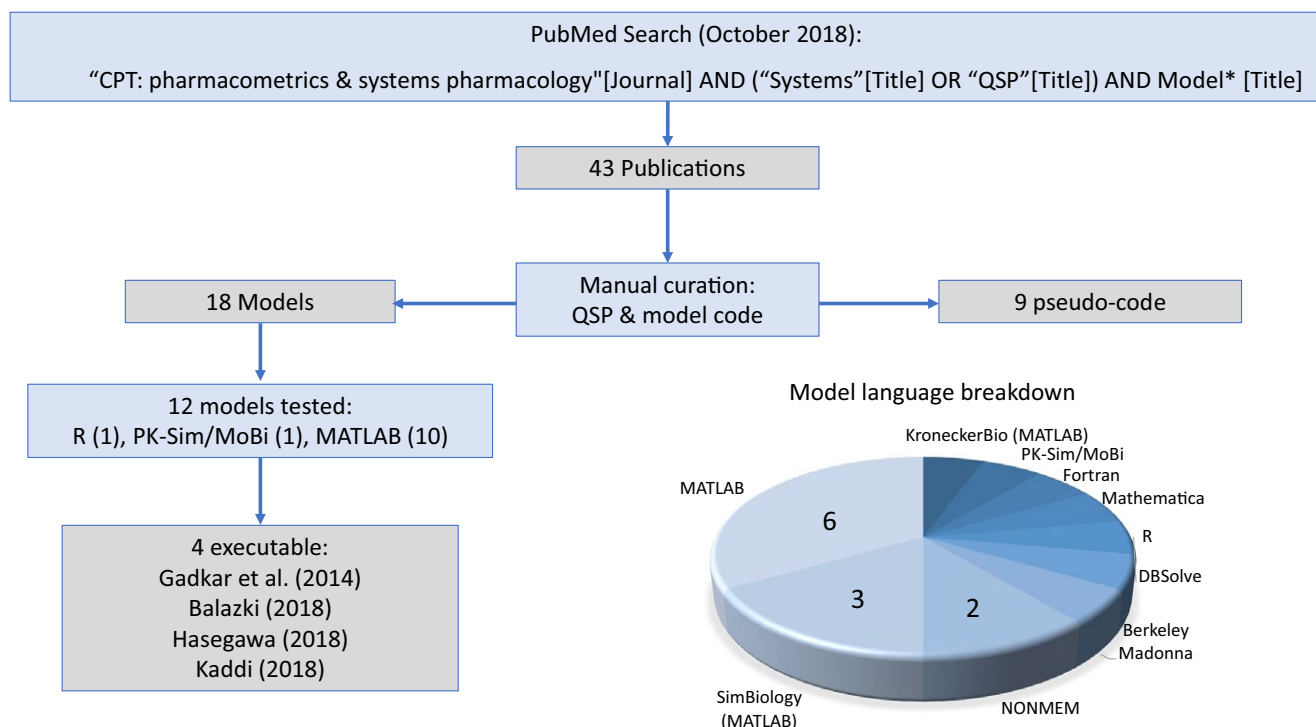 PubMed Search (October 2018):
“CPT: pharmacometrics & systems pharmacology"[Journal] AND (“Systems”[Title] OR “QSP”[Title]) AND Model* [Title]
43 Publications
Manual curation:
QSP & model code
18 Models
9 pseudo-code
12 models tested:
R (1), PK-Sim/MoBi (1), MATLAB (10)
4 executable:
Gadkar et al. (2014)
Balazki (2018)
Hasegawa (2018)
Kaddi (2018)
Model language breakdown
KroneckerBio (MATLAB)
PK-Sim/MoBi
Fortran
Mathematica
R
DBSolve
Berkeley
Madonna
NONMEM
SimBiology
(MATLAB)
MATLAB
6
3
2